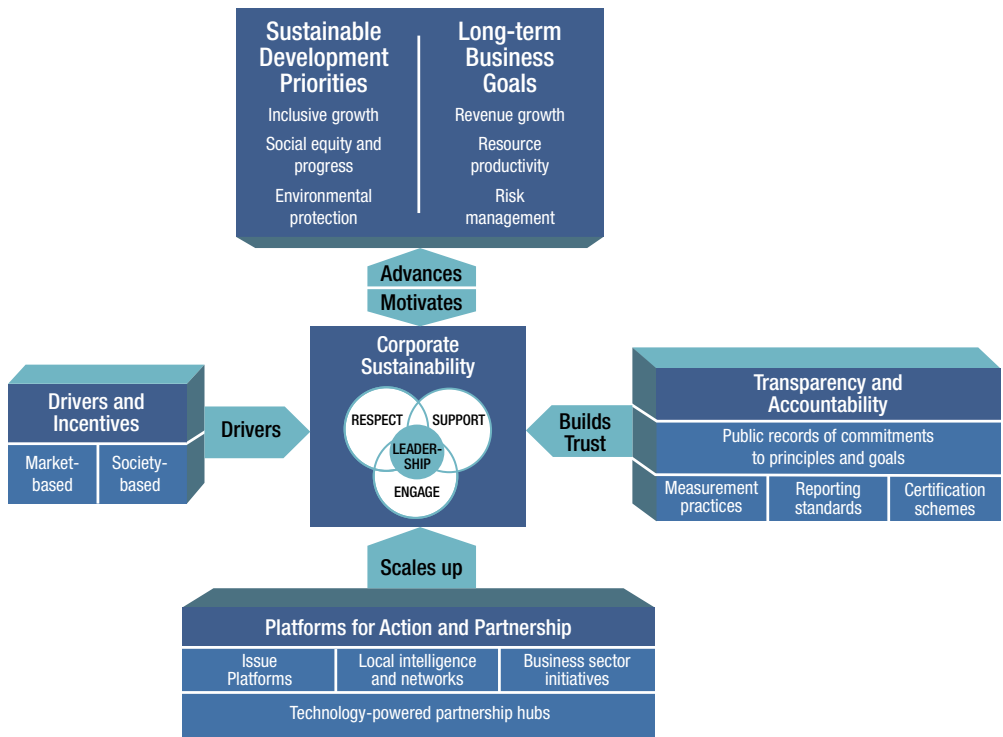 Sustainable
Development
Priorities
Inclusive growth
Social equity and
progress
Environmental
protection
Long-term
Business
Goals
Revenue growth
Resource
productivity
Risk
management
Advances
Motivates
Corporate
Sustainability
RESPECT
SUPPORT
LEADER-
SHIP
ENGAGE
Drivers and
Incentives
Market-
based
Society-
based
Drivers
Builds
Trust
Transparency and
Accountability
Public records of commitments
to principles and goals
Measurement
practices
Reporting
standards
Certification
schemes
Scales up
Platforms for Action and Partnership
Issue
Platforms
Local intelligence
and networks
Business sector
initiatives
Technology-powered partnership hubs